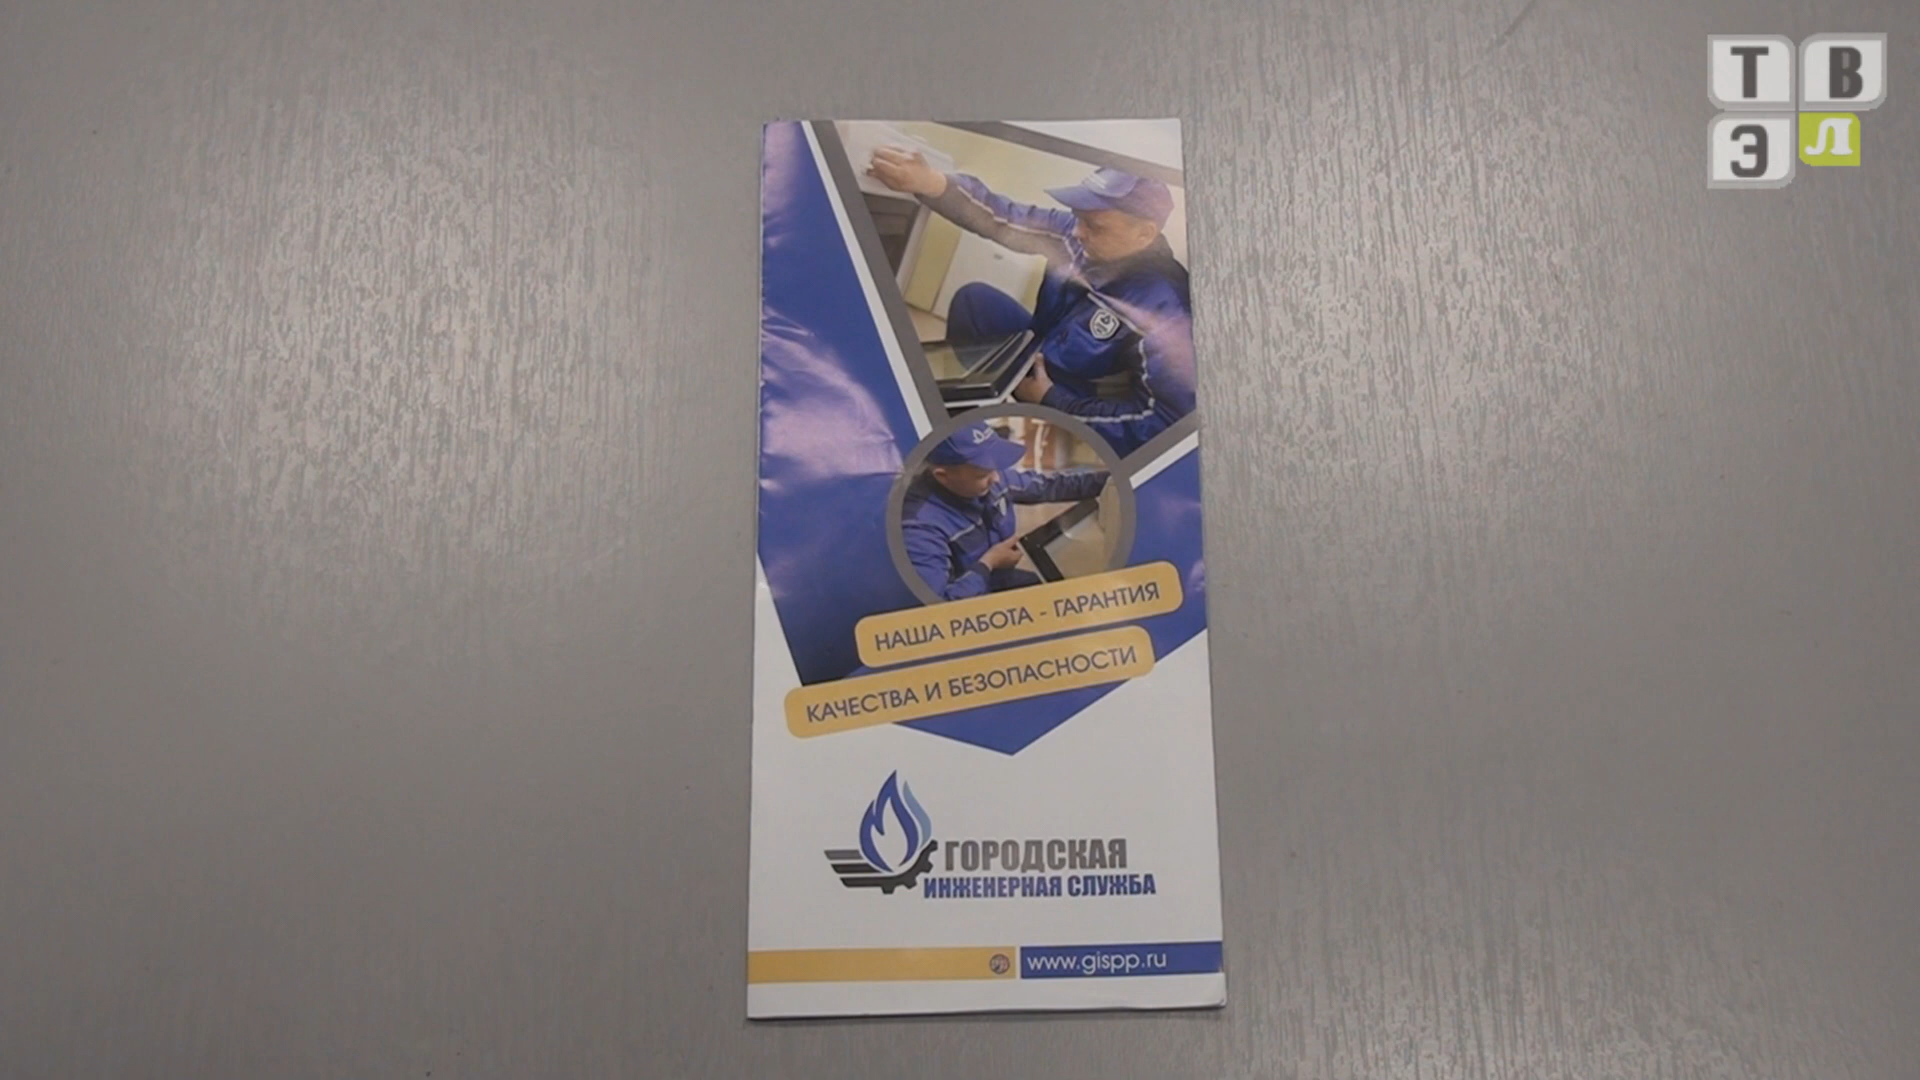 ТВ
ЭЛ
НАША РАБОТА - ГАРАНТИЯ
КАЧЕСТВА И БЕЗОПАСНОСТИ
ГОРОДСКАЯ
ИНЖЕНЕРНАЯ СЛУЖБА
www.gispp.ru